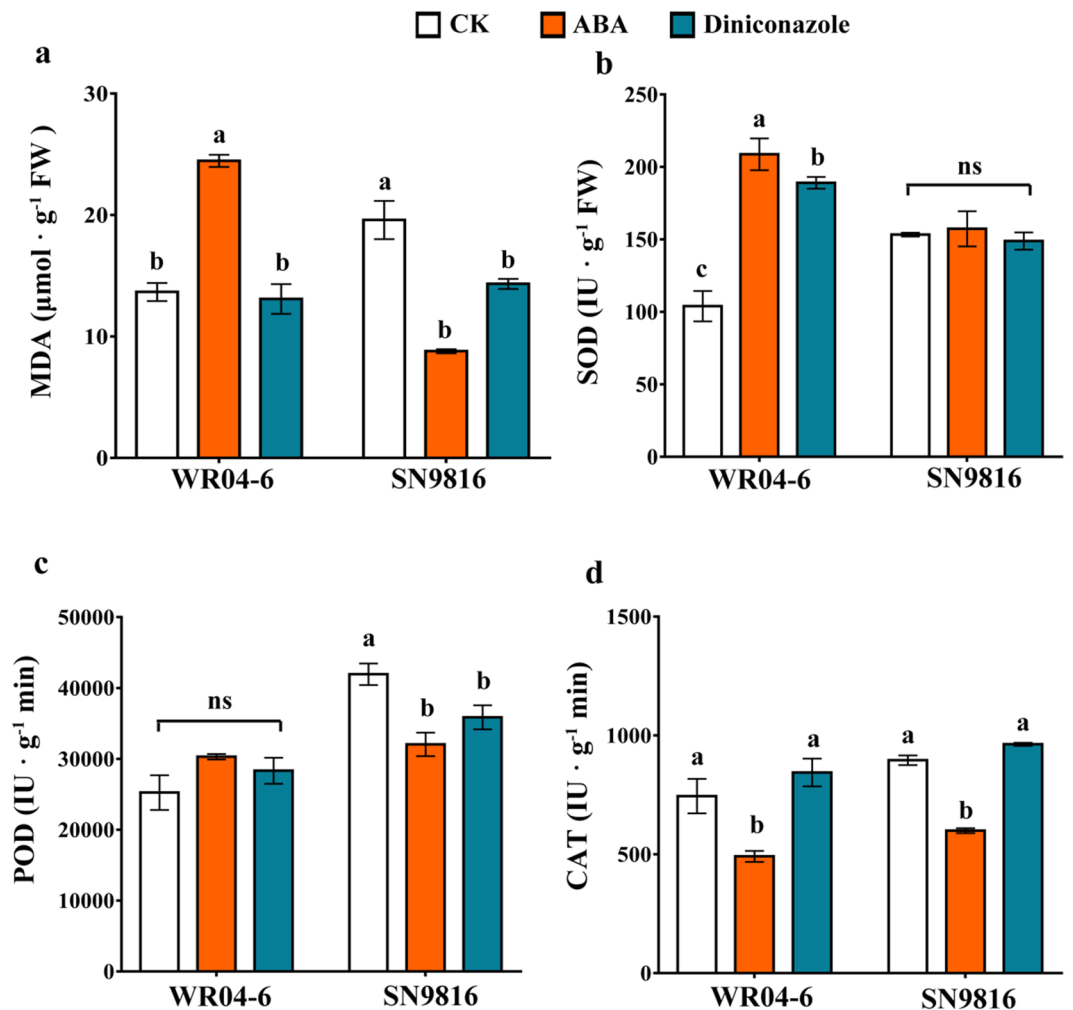 CK ABA Diniconazole
a
MDA (μmol · g-1 FW )
30
20
10
0
b a b a b b
WR04-6 SN9816
b
SOD (IU · g-1 FW)
250
200
150
100
50
0
c a b ns
WR04-6 SN9816
c
POD (IU · g-1 min)
50000
40000
30000
20000
10000
0
ns a b b
WR04-6 SN9816
d
CAT (IU · g-1 min)
1500
1000
500
0
a b a a b a
WR04-6 SN9816